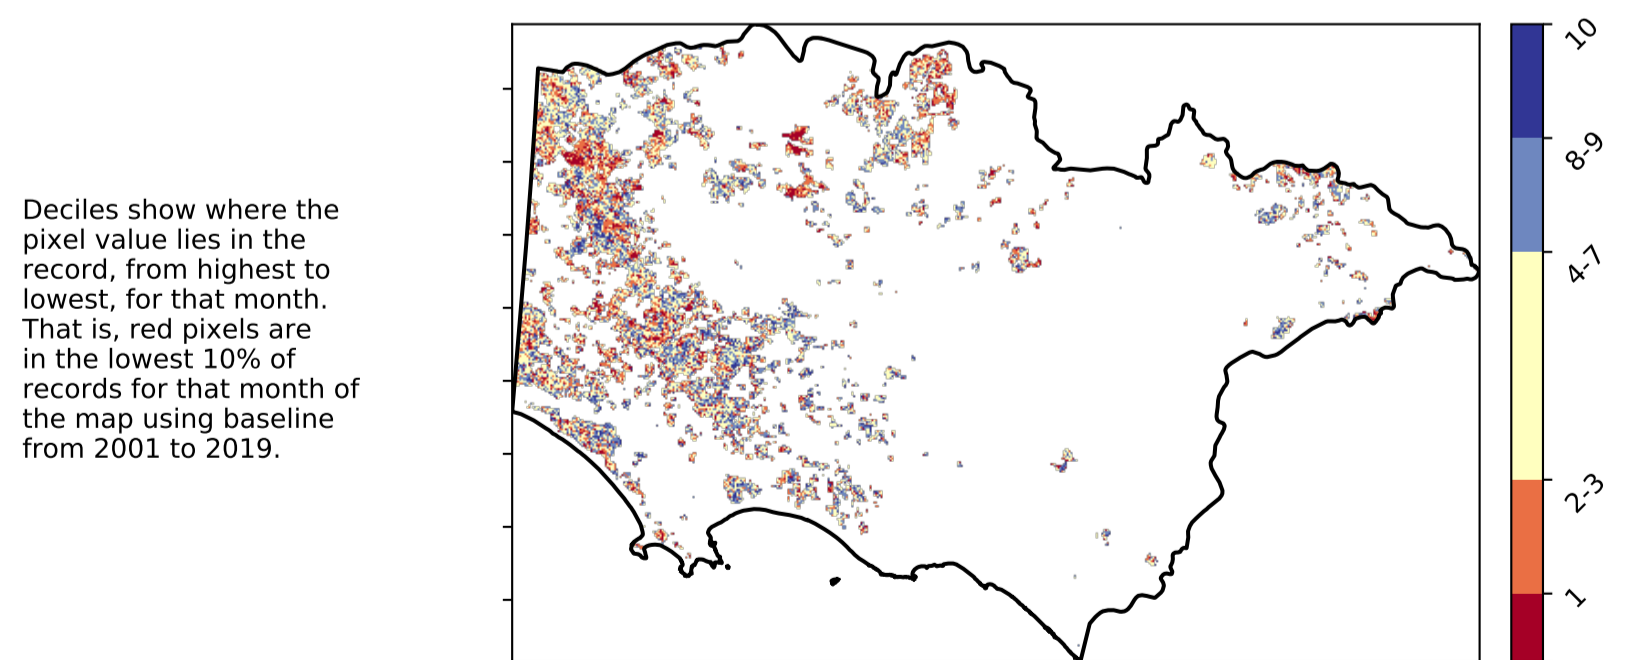 Deciles show where the
pixel value lies in the
record, from highest to
lowest, for that month.
That is, red pixels are
in the lowest 10% of
records for that month of
the map using baseline
from 2001 to 2019.
10
8-9
4-7
2-3
1